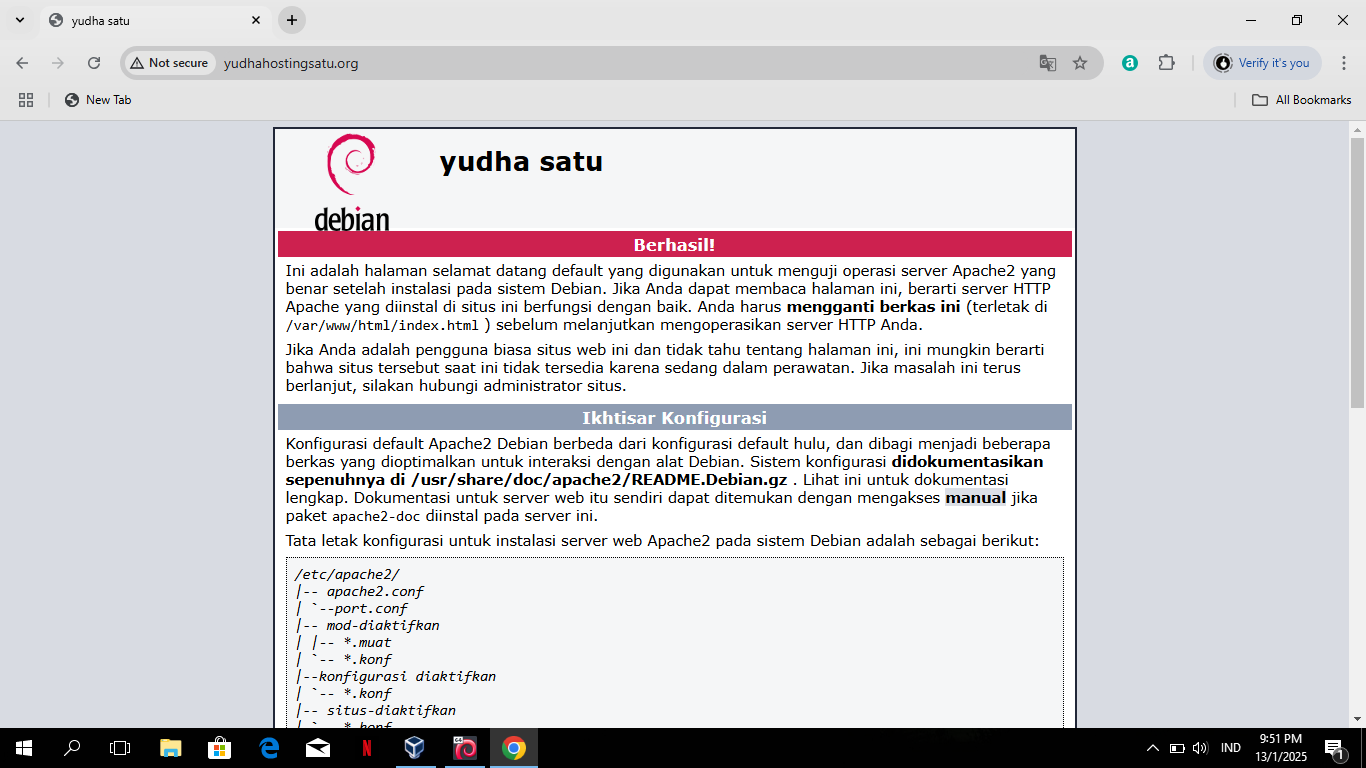 yudha satu
Not secure
yudhahostingsatu.org
Verify it's you
New Tab
All Bookmarks
debian
yudha satu
Berhasil!
Ini adalah halaman selamat datang default yang digunakan untuk menguji operasi server Apache2 yang
benar setelah instalasi pada sistem Debian. Jika Anda dapat membaca halaman ini, berarti server HTTP
Apache yang diinstal di situs ini berfungsi dengan baik. Anda harus mengganti berkas ini (terletak di
/var/www/html/index.html ) sebelum melanjutkan mengoperasikan server HTTP Anda.
Jika Anda adalah pengguna biasa situs web ini dan tidak tahu tentang halaman ini, ini mungkin berarti
bahwa situs tersebut saat ini tidak tersedia karena sedang dalam perawatan. Jika masalah ini terus
berlanjut, silakan hubungi administrator situs.
Ikhtisar Konfigurasi
Konfigurasi default Apache2 Debian berbeda dari konfigurasi default hulu, dan dibagi menjadi beberapa
berkas yang dioptimalkan untuk interaksi dengan alat Debian. Sistem konfigurasi didokumentasikan
sepenuhnya di /usr/share/doc/apache2/README.Debian.gz . Lihat ini untuk dokumentasi
lengkap. Dokumentasi untuk server web itu sendiri dapat ditemukan dengan mengakses manual jika
paket apache2-doc diinstal pada server ini.
Tata letak konfigurasi untuk instalasi server web Apache2 pada sistem Debian adalah sebagai berikut:
/etc/apache2/
|-- apache2.conf
| `--port.conf
|-- mod-diaktifkan
| |-- *.muat
| `-- *.konf
|--konfigurasi diaktifkan
| `-- *.konf
|-- situs-diaktifkan
| `-- *.konf
IND
9:51 PM
13/1/2025
1